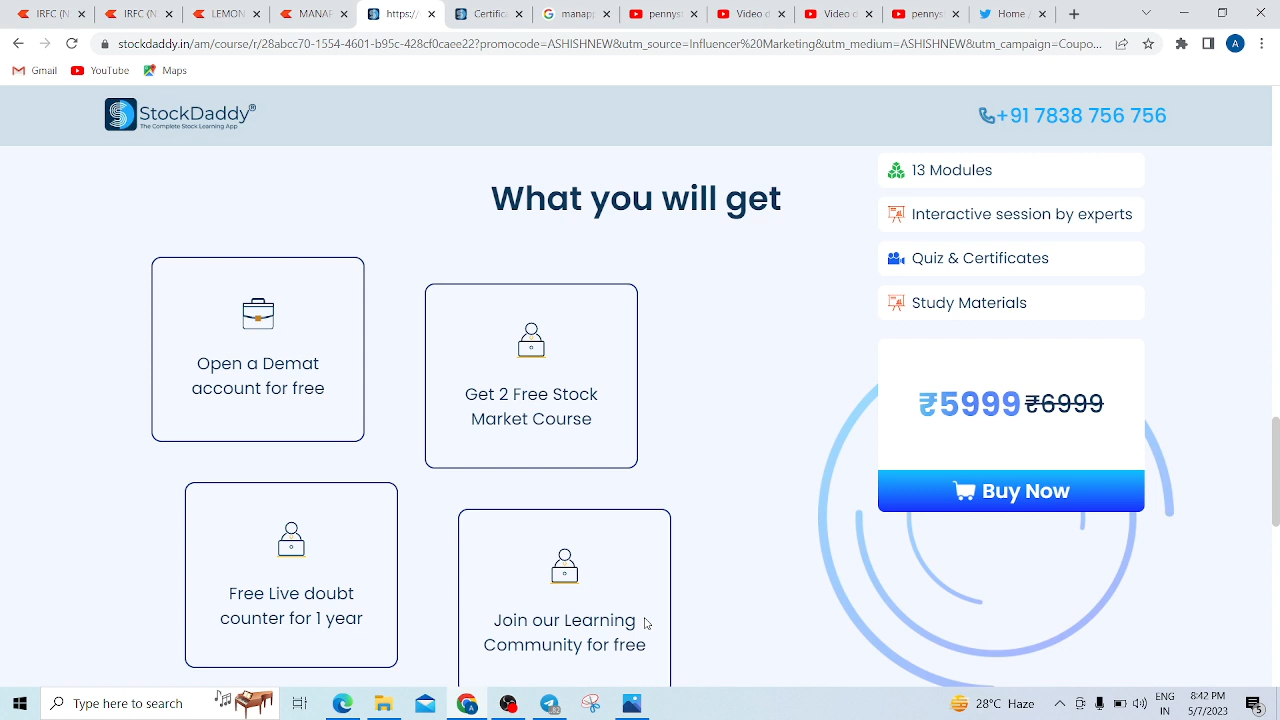 IRFC (N
IRFC (N
LEMON
MANAP
https:/
Certific
manapp
pennys
Video d
Video d
pennys
Home /
stockdaddy.in/am/course/r/28abcc70-1554-4601-b95c-428cf0caee22?promocode=ASHISHNEW&utm_source=Influencer%20Marketing&utm_medium=ASHISHNEW&utm_campaign=Coupo...
A
Gmail
YouTube
Maps
StockDaddy®
The Complete Stock Learning App
+91 7838 756 756
What you will get
13 Modules
Interactive session by experts
Quiz & Certificates
Study Materials
Open a Demat
account for free
Get 2 Free Stock
Market Course
₹5999 ₹6999
Buy Now
Free Live doubt
counter for 1 year
Join our Learning
Community for free
Type here to search
28°C Haze
ENG
IN
8:42 PM
5/7/2023